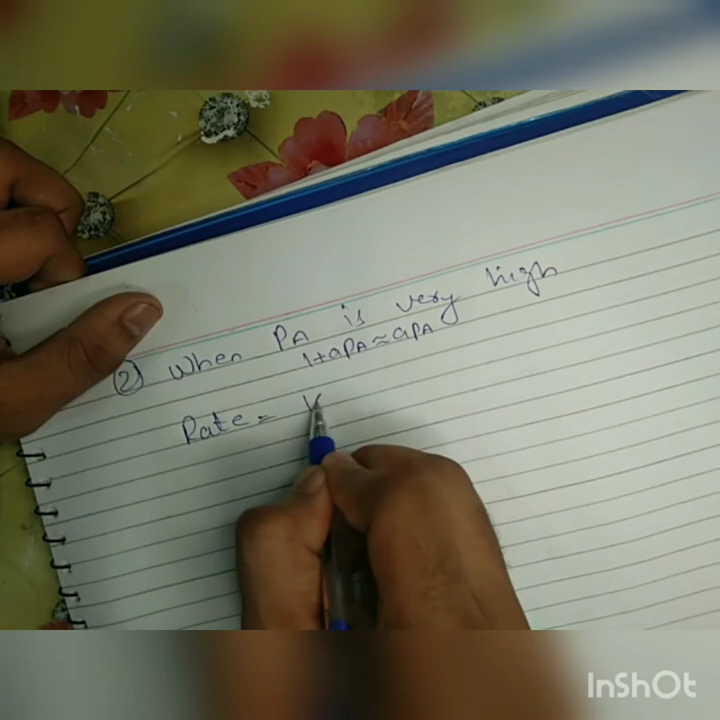 ② When PA is very high
1+aPA≈aPA
Rate = K
InShOt